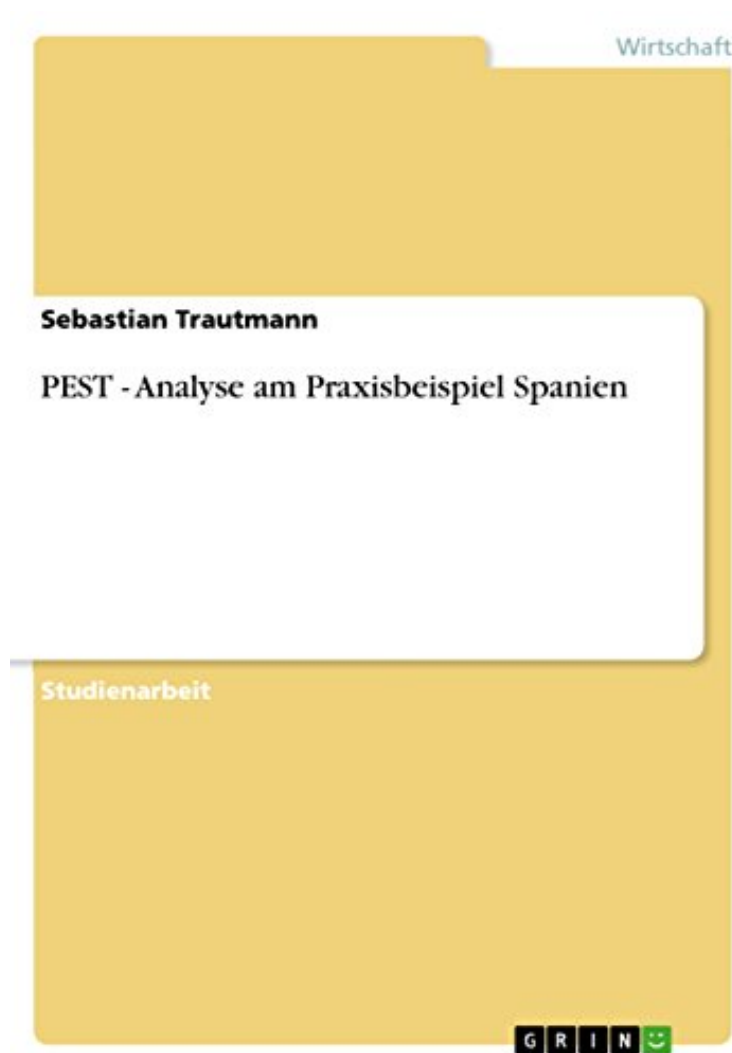 Wirtschaft
Sebastian Trautmann
PEST - Analyse am Praxisbeispiel Spanien
Studienarbeit
GRIN